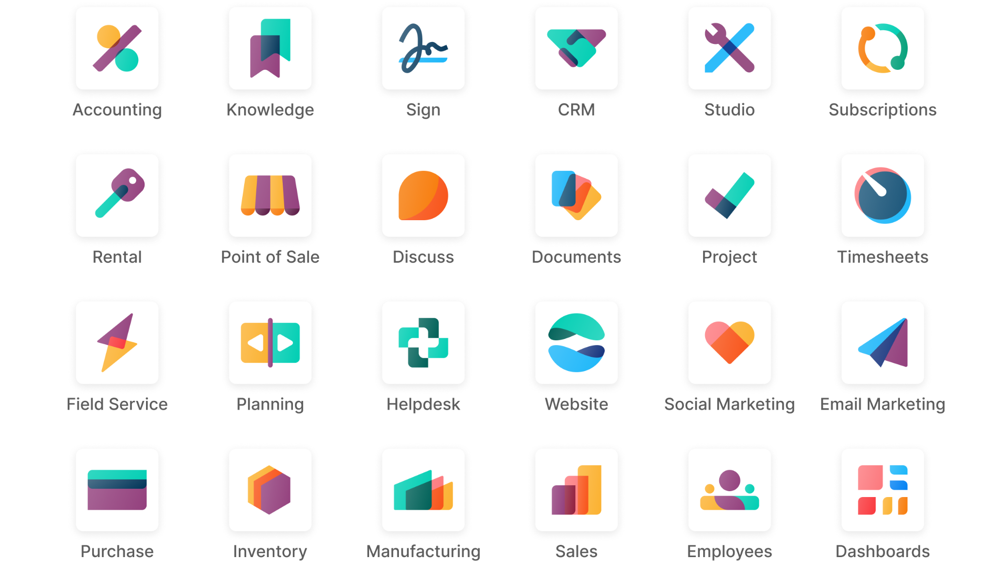 Accounting
Knowledge
Sign
CRM
Studio
Subscriptions
Rental
Point of Sale
Discuss
Documents
Project
Timesheets
Field Service
Planning
Helpdesk
Website
Social Marketing
Email Marketing
Purchase
Inventory
Manufacturing
Sales
Employees
Dashboards